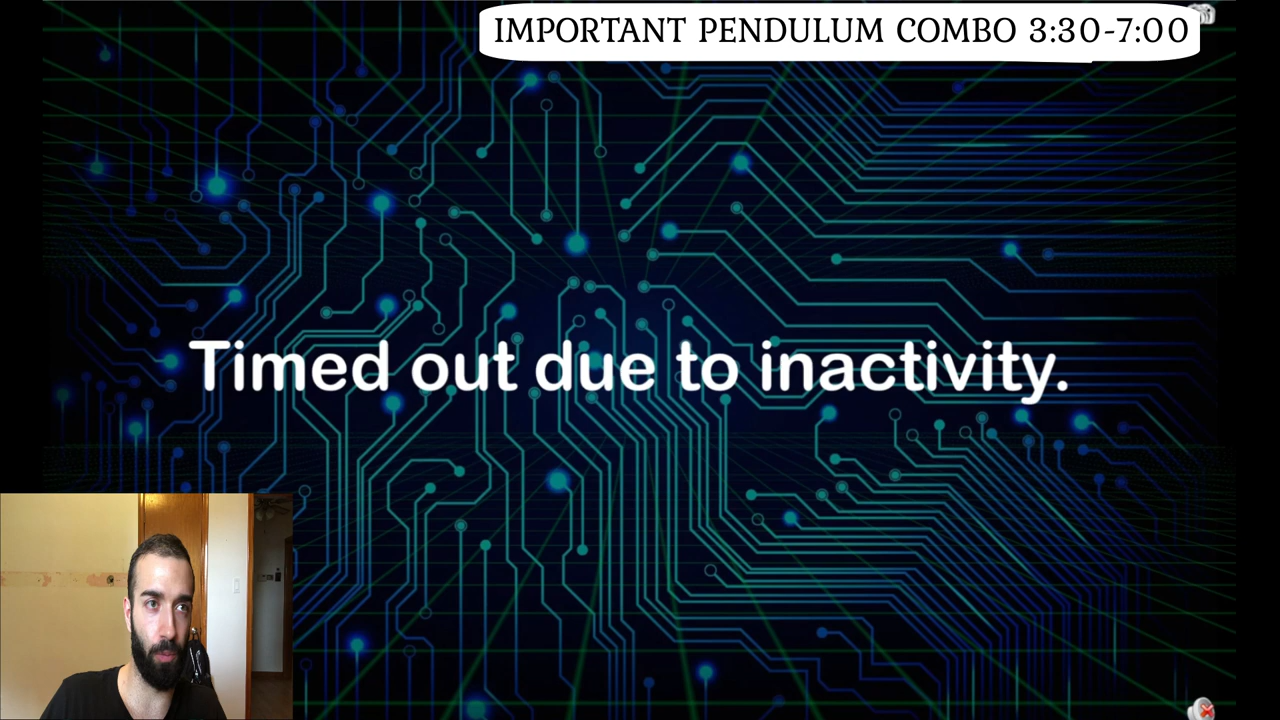 IMPORTANT PENDULUM COMBO 3:30-7:00
Timed out due to inactivity.